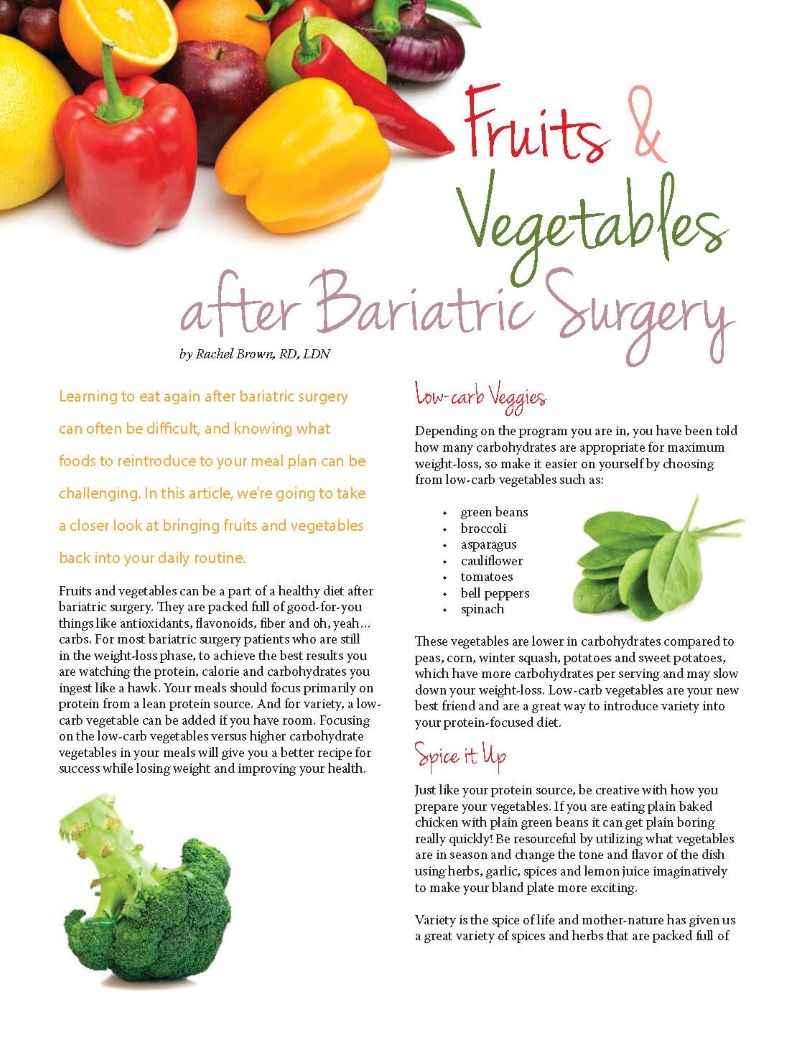 Fruits &
Vegetables
after Bariatric Surgery
by Rachel Brown, RD, LDN
Learning to eat again after bariatric surgery
can often be difficult, and knowing what
foods to reintroduce to your meal plan can be
challenging. In this article, we're going to take
a closer look at bringing fruits and vegetables
back into your daily routine.
Fruits and vegetables can be a part of a healthy diet after
bariatric surgery. They are packed full of good-for-you
things like antioxidants, flavonoids, fiber and oh, yeah…
carbs. For most bariatric surgery patients who are still
in the weight-loss phase, to achieve the best results you
are watching the protein, calorie and carbohydrates you
ingest like a hawk. Your meals should focus primarily on
protein from a lean protein source. And for variety, a low-
carb vegetable can be added if you have room. Focusing
on the low-carb vegetables versus higher carbohydrate
vegetables in your meals will give you a better recipe for
success while losing weight and improving your health.
Low-carb Veggies
Depending on the program you are in, you have been told
how many carbohydrates are appropriate for maximum
weight-loss, so make it easier on yourself by choosing
from low-carb vegetables such as:
• green beans
• broccoli
• asparagus
• cauliflower
• tomatoes
• bell peppers
• spinach
These vegetables are lower in carbohydrates compared to
peas, corn, winter squash, potatoes and sweet potatoes,
which have more carbohydrates per serving and may slow
down your weight-loss. Low-carb vegetables are your new
best friend and are a great way to introduce variety into
your protein-focused diet.
Spice it Up
Just like your protein source, be creative with how you
prepare your vegetables. If you are eating plain baked
chicken with plain green beans it can get plain boring
really quickly! Be resourceful by utilizing what vegetables
are in season and change the tone and flavor of the dish
using herbs, garlic, spices and lemon juice imaginatively
to make your bland plate more exciting.
Variety is the spice of life and mother-nature has given us
a great variety of spices and herbs that are packed full of